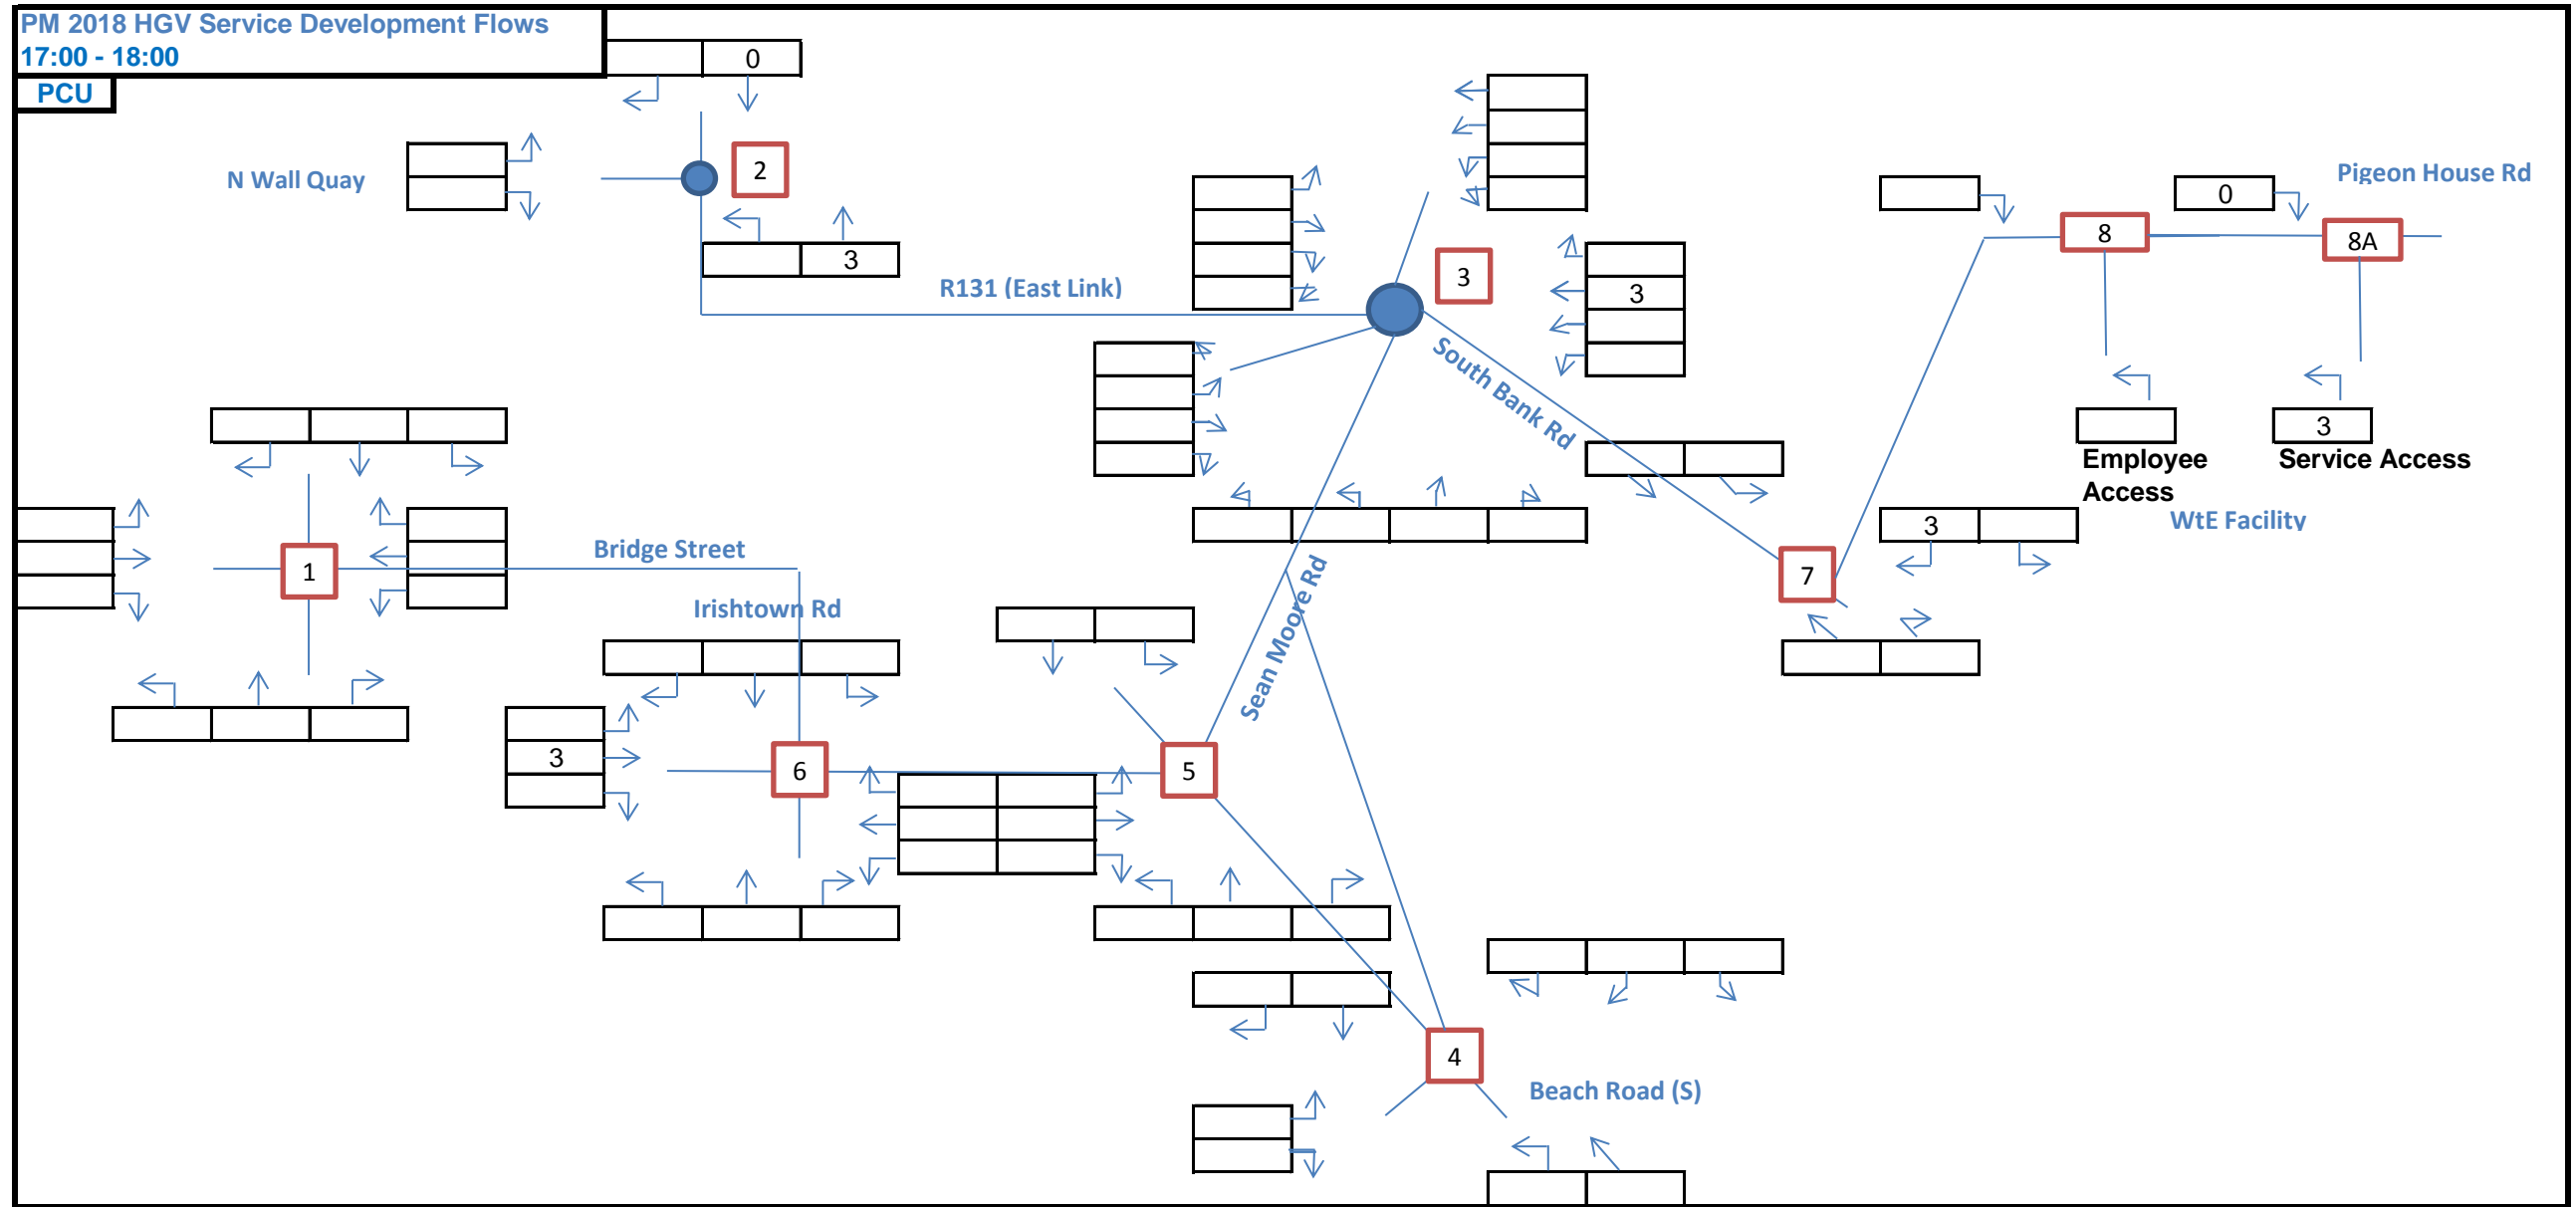 PM 2018 HGV Service Development Flows
17:00 - 18:00
PCU
0
2
N Wall Quay
3
R131 (East Link)
3
3
South Bank Rd
Pigeon House Rd
0
8
8A
3
Employee
Access
Service Access
WtE Facility
3
7
1
Bridge Street
Irishtown Rd
Sean Moore Rd
3
6
5
4
Beach Road (S)